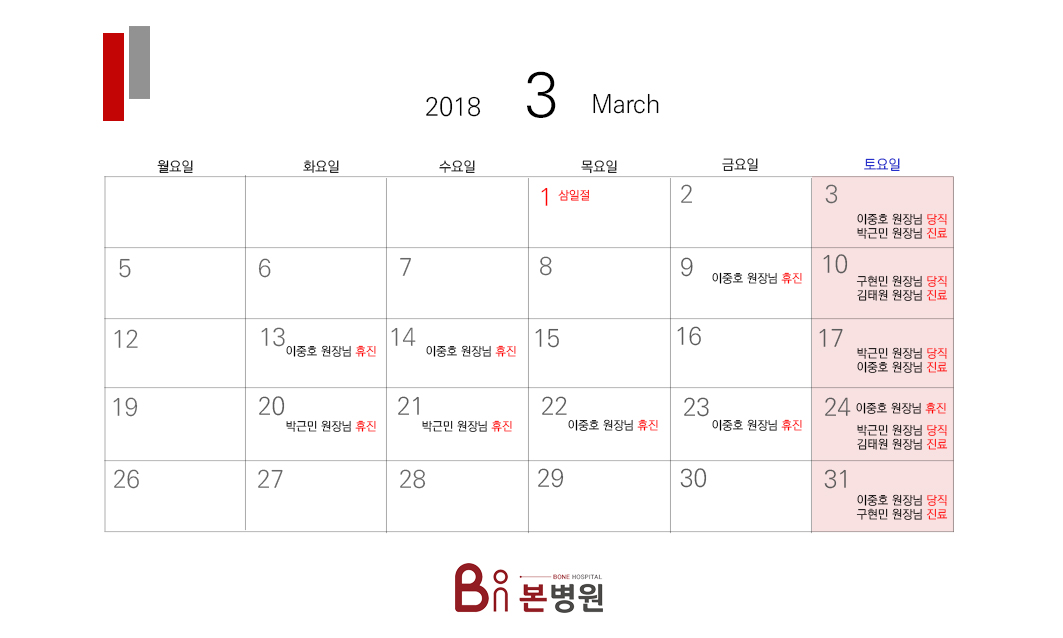 2018 3 March
월요일 화요일 수요일 목요일 금요일 토요일
1 삼일절
2
3
이중호 원장님 당직
박근민 원장님 진료
5
6
7
8
9 이중호 원장님 휴진
10
구현민 원장님 당직
김태원 원장님 진료
12
13 이중호 원장님 휴진
14 이중호 원장님 휴진
15
16
17
박근민 원장님 당직
이중호 원장님 진료
19
20
박근민 원장님 휴진
21
박근민 원장님 휴진
22
이중호 원장님 휴진
23
이중호 원장님 휴진
24 이중호 원장님 휴진
박근민 원장님 당직
김태원 원장님 진료
26
27
28
29
30
31
이중호 원장님 당직
구현민 원장님 진료
Bon
BONE HOSPITAL
본병원